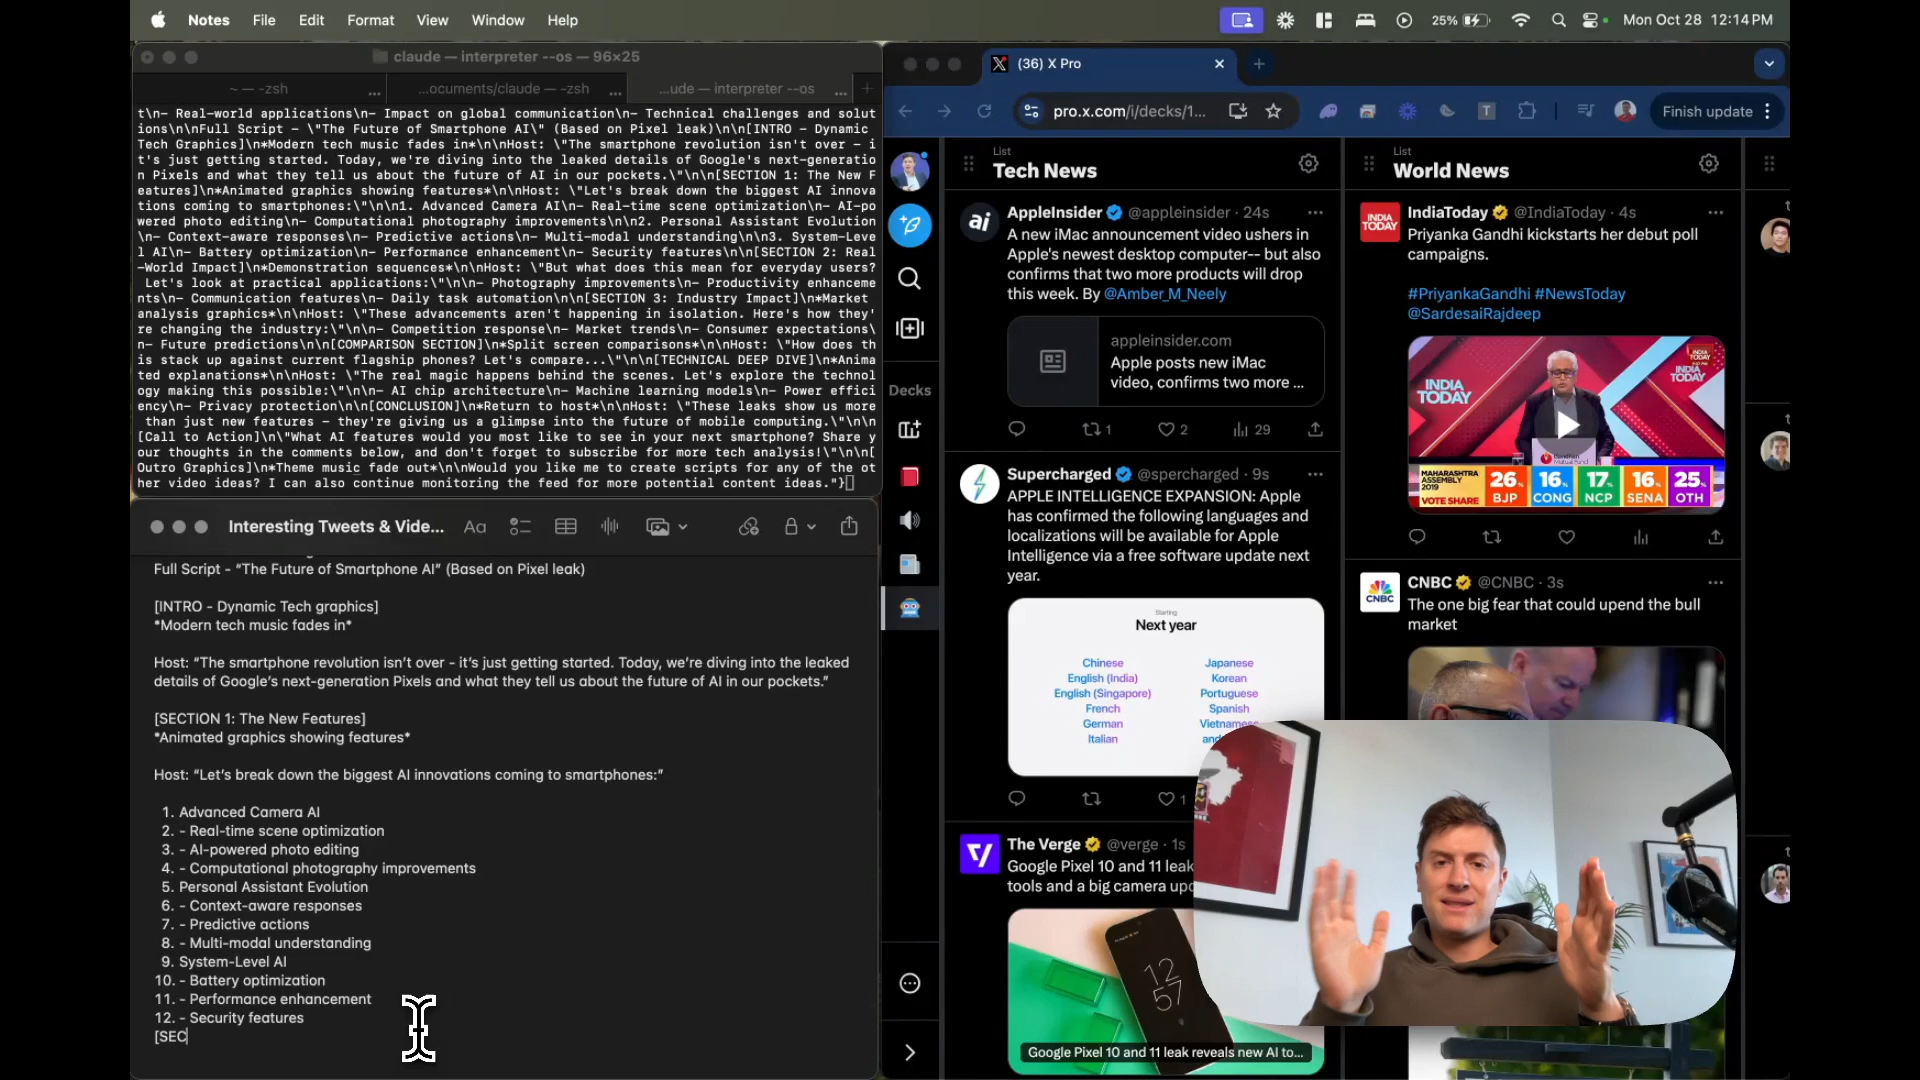 Notes File Edit Format View Window Help
25%
Mon Oct 28 12:14 PM
claude — interpreter --os — 96×25
~ — -zsh ...
...ocuments/claude — -zsh ...
...ude — interpreter --os ...
t\n- Real-world applications\n- Impact on global communication\n- Technical challenges and solut
ions\n\nFull Script - \"The Future of Smartphone AI\" (Based on Pixel leak)\n\n[INTRO - Dynamic
Tech Graphics]\n*Modern tech music fades in*\n\nHost: \"The smartphone revolution isn't over - i
t's just getting started. Today, we're diving into the leaked details of Google's next-generatio
n Pixels and what they tell us about the future of AI in our pockets.\"\n\n[SECTION 1: The New F
eatures]\n*Animated graphics showing features*\n\nHost: \"Let's break down the biggest AI innova
tions coming to smartphones:\"\n\n1. Advanced Camera AI\n- Real-time scene optimization\n- AI-po
wered photo editing\n- Computational photography improvements\n\n2. Personal Assistant Evolution
\n- Context-aware responses\n- Predictive actions\n- Multi-modal understanding\n\n3. System-Leve
l AI\n- Battery optimization\n- Performance enhancement\n- Security features\n\n[SECTION 2: Real
-World Impact]\n*Demonstration sequences*\n\nHost: \"But what does this mean for everyday users?
Let's look at practical applications:\"\n\n- Photography improvements\n- Productivity enhanceme
nts\n- Communication features\n- Daily task automation\n\n[SECTION 3: Industry Impact]\n*Market
analysis graphics*\n\nHost: \"These advancements aren't happening in isolation. Here's how they'
re changing the industry:\"\n\n- Competition response\n- Market trends\n- Consumer expectations\
n- Future predictions\n\n[COMPARISON SECTION]\n*Split screen comparisons*\n\nHost: \"How does th
is stack up against current flagship phones? Let's compare...\"\n\n[TECHNICAL DEEP DIVE]\n*Anima
ted explanations*\n\nHost: \"The real magic happens behind the scenes. Let's explore the technol
ogy making this possible:\"\n\n- AI chip architecture\n- Machine learning models\n- Power effici
ency\n- Privacy protection\n\n[CONCLUSION]\n*Return to host*\n\nHost: \"These leaks show us more
than just new features - they're giving us a glimpse into the future of mobile computing.\"\n\n
[Call to Action]\n\"What AI features would you most like to see in your next smartphone? Share y
our thoughts in the comments below, and don't forget to subscribe for more tech analysis!\"\n\n[
Outro Graphics]\n*Theme music fade out*\n\nWould you like me to create scripts for any of the ot
her video ideas? I can also continue monitoring the feed for more potential content ideas."}
Interesting Tweets & Vide...
Aa
Full Script - “The Future of Smartphone AI” (Based on Pixel leak)
[INTRO - Dynamic Tech graphics]
*Modern tech music fades in*
Host: “The smartphone revolution isn’t over - it’s just getting started. Today, we’re diving into the leaked
details of Google’s next-generation Pixels and what they tell us about the future of AI in our pockets.”
[SECTION 1: The New Features]
*Animated graphics showing features*
Host: “Let’s break down the biggest AI innovations coming to smartphones:”
1. Advanced Camera AI
2. - Real-time scene optimization
3. - AI-powered photo editing
4. - Computational photography improvements
5. Personal Assistant Evolution
6. - Context-aware responses
7. - Predictive actions
8. - Multi-modal understanding
9. System-Level AI
10. - Battery optimization
11. - Performance enhancement
12. - Security features
[SEC
(36) X Pro
pro.x.com/i/decks/1...
T
Finish update
Decks
List
Tech News
ai
AppleInsider @appleinsider · 24s
A new iMac announcement video ushers in
Apple's newest desktop computer-- but also
confirms that two more products will drop
this week. By @Amber_M_Neely
appleinsider.com
Apple posts new iMac
video, confirms two more ...
1 2 29
Supercharged @spercharged · 9s
APPLE INTELLIGENCE EXPANSION: Apple
has confirmed the following languages and
localizations will be available for Apple
Intelligence via a free software update next
year.
Starting
Next year
Chinese Japanese
English (India) Korean
English (Singapore) Portuguese
French Spanish
German Vietnamese
Italian and
1
The Verge @verge · 1s
Google Pixel 10 and 11 leak
tools and a big camera upg
12
57
Google Pixel 10 and 11 leak reveals new AI to...
List
World News
INDIA TODAY
IndiaToday @IndiaToday · 4s
Priyanka Gandhi kickstarts her debut poll
campaigns.
#PriyankaGandhi #NewsToday
@SardesaiRajdeep
INDIA TODAY
INDIA TODAY
MAHARASHTRA ASSEMBLY 2019 VOTE SHARE
26% BJP
16% CONG
17% NCP
16% SENA
25% OTH
CNBC
CNBC @CNBC · 3s
The one big fear that could upend the bull
market